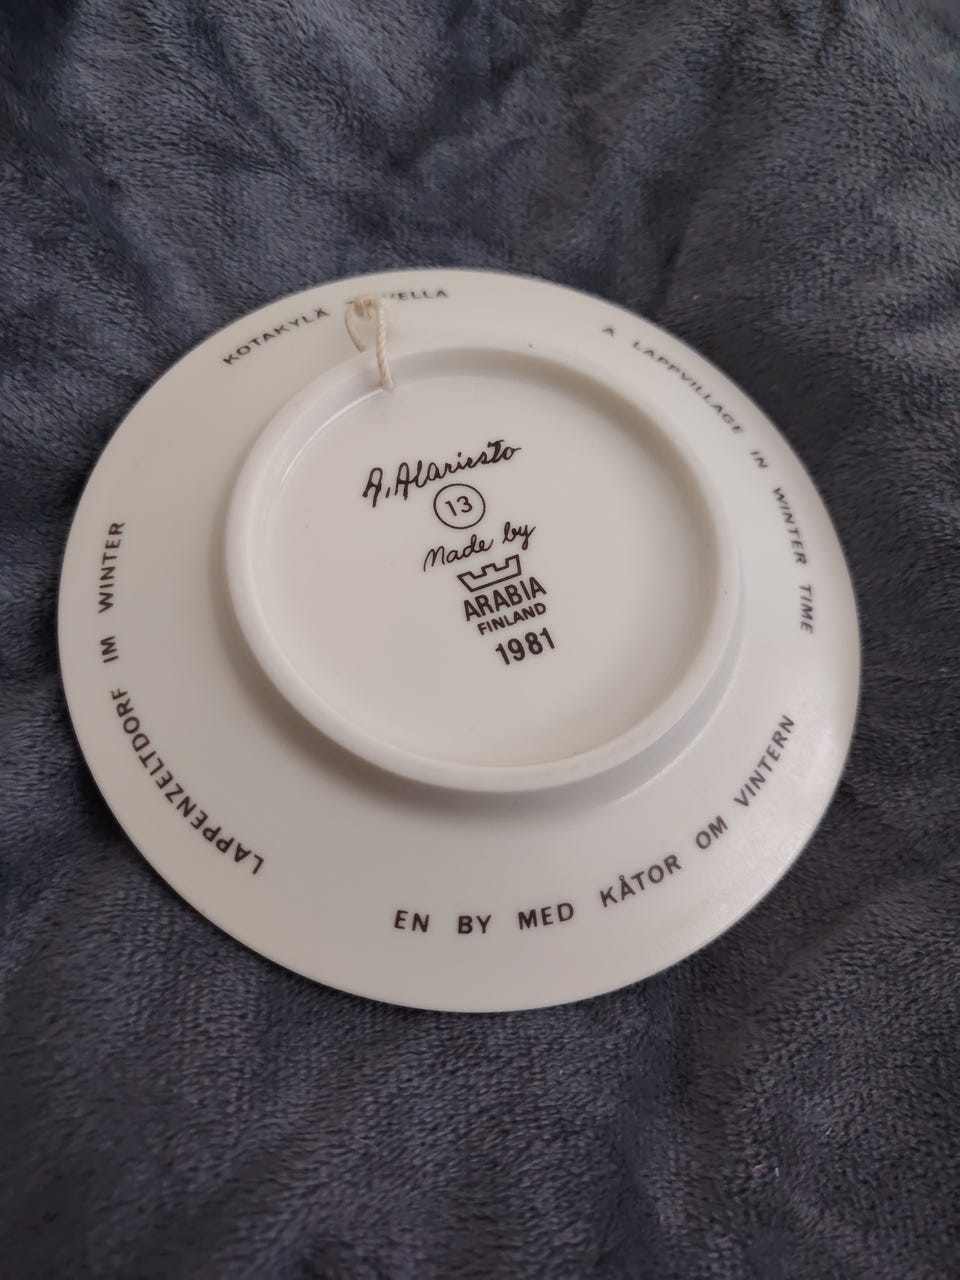 KOTAKYLÄ
A LAPPVILLAGE IN WINTER TIME
EN BY MED KÅTOR OM VINTERN
LAPPENZELTDORF IM WINTER
A. Alariesto
13
Made by
ARABIA
FINLAND
1981